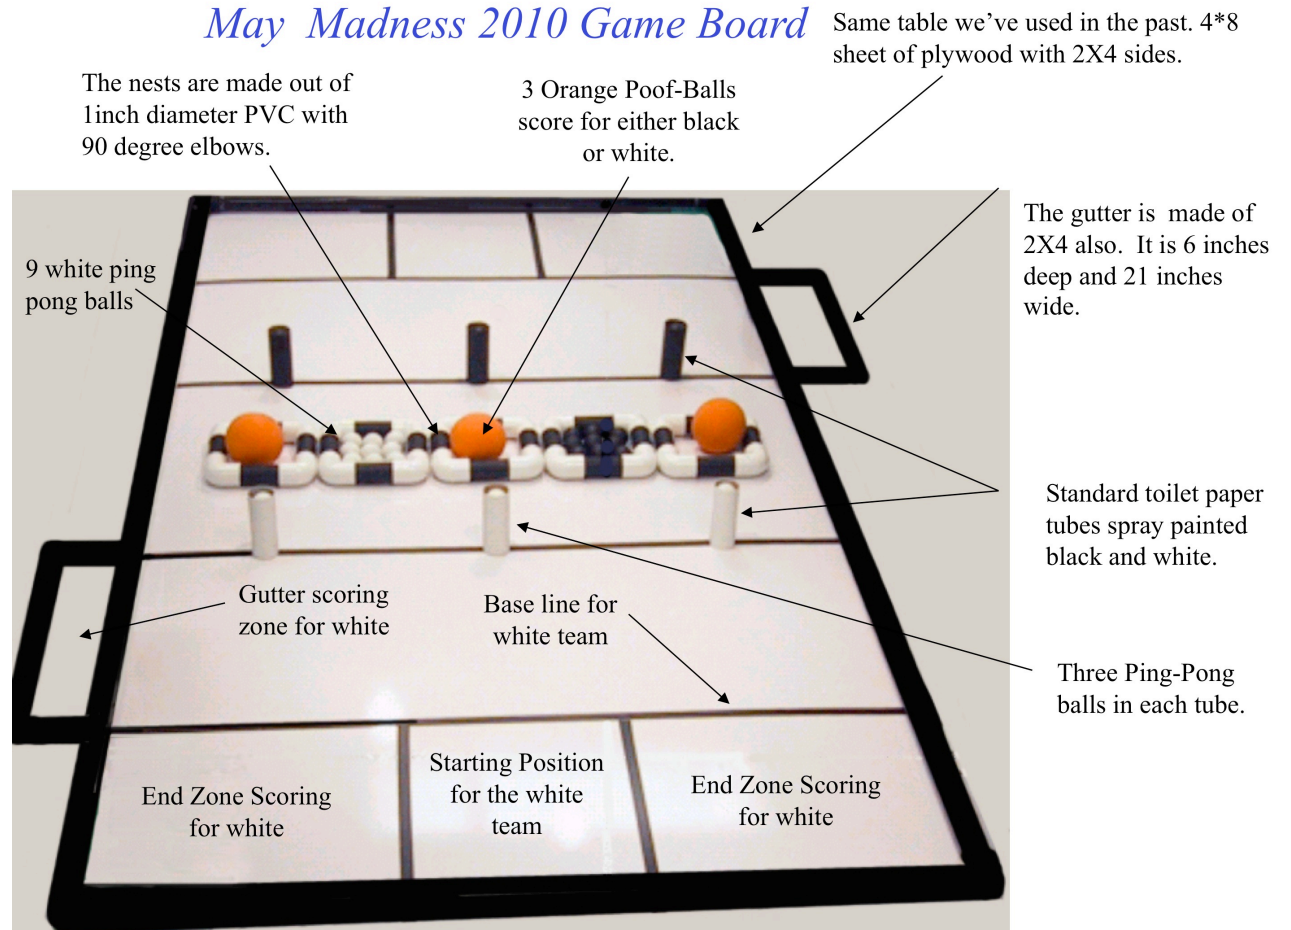 May Madness 2010 Game Board
Same table we’ve used in the past. 4*8
sheet of plywood with 2X4 sides.
The nests are made out of
1inch diameter PVC with
90 degree elbows.
3 Orange Poof-Balls
score for either black
or white.
The gutter is made of
2X4 also. It is 6 inches
deep and 21 inches
wide.
9 white ping
pong balls
Standard toilet paper
tubes spray painted
black and white.
Gutter scoring
zone for white
Base line for
white team
Three Ping-Pong
balls in each tube.
End Zone Scoring
for white
Starting Position
for the white
team
End Zone Scoring
for white